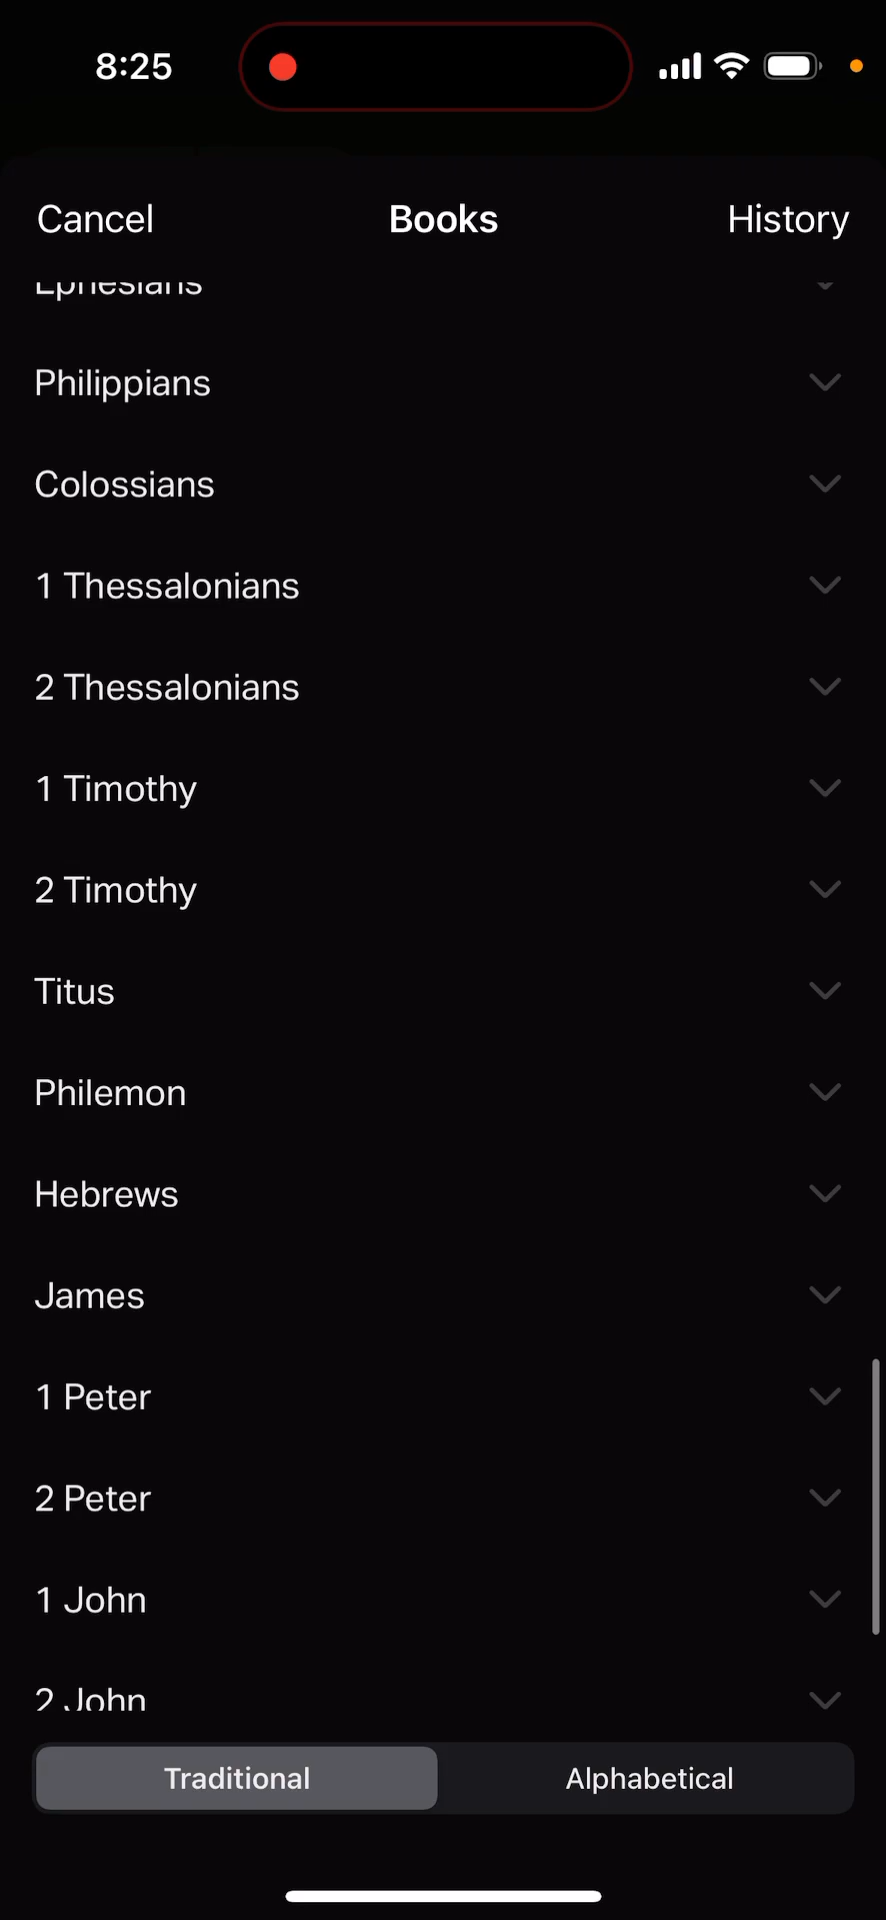 8:25
Cancel Books History
Ephesians
Philippians
Colossians
1 Thessalonians
2 Thessalonians
1 Timothy
2 Timothy
Titus
Philemon
Hebrews
James
1 Peter
2 Peter
1 John
2 John
Traditional Alphabetical